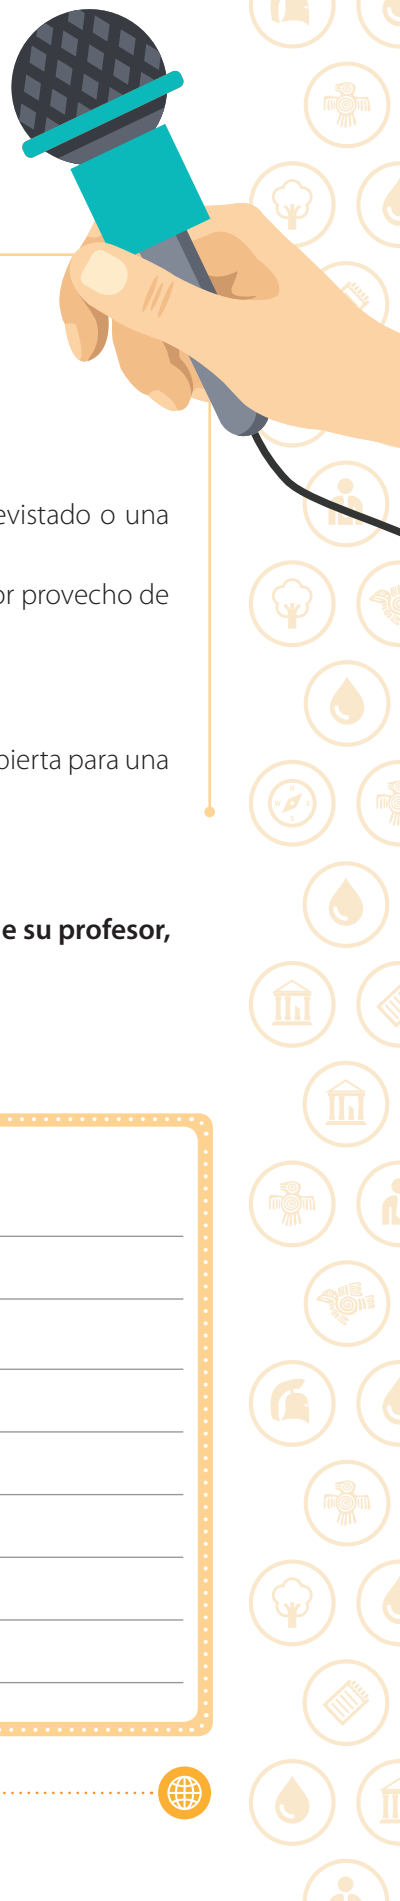 evistado o una
or provecho de
bierta para una
e su profesor,